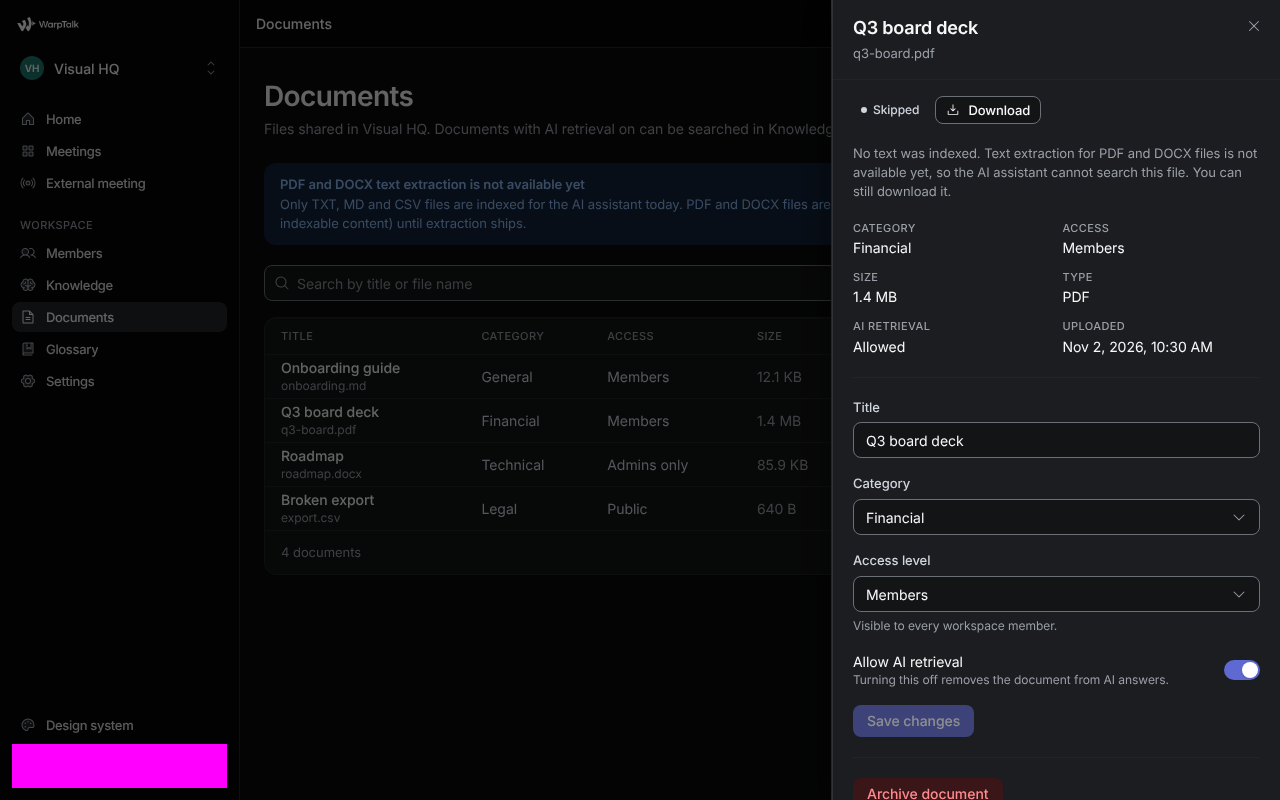 WarpTalk
VH
Visual HQ
Home
Meetings
External meeting
WORKSPACE
Members
Knowledge
Documents
Glossary
Settings
Design system
Documents
Documents
Files shared in Visual HQ. Documents with AI retrieval on can be searched in Knowledg
PDF and DOCX text extraction is not available yet
Only TXT, MD and CSV files are indexed for the AI assistant today. PDF and DOCX files are
indexable content) until extraction ships.
Search by title or file name
TITLE CATEGORY ACCESS SIZE
Onboarding guide
onboarding.md
General Members 12.1 KB
Q3 board deck
q3-board.pdf
Financial Members 1.4 MB
Roadmap
roadmap.docx
Technical Admins only 85.9 KB
Broken export
export.csv
Legal Public 640 B
4 documents
Q3 board deck
q3-board.pdf
Skipped
Download
No text was indexed. Text extraction for PDF and DOCX files is not
available yet, so the AI assistant cannot search this file. You can
still download it.
CATEGORY ACCESS
Financial Members
SIZE TYPE
1.4 MB PDF
AI RETRIEVAL UPLOADED
Allowed Nov 2, 2026, 10:30 AM
Title
Q3 board deck
Category
Financial
Access level
Members
Visible to every workspace member.
Allow AI retrieval
Turning this off removes the document from AI answers.
Save changes
Archive document